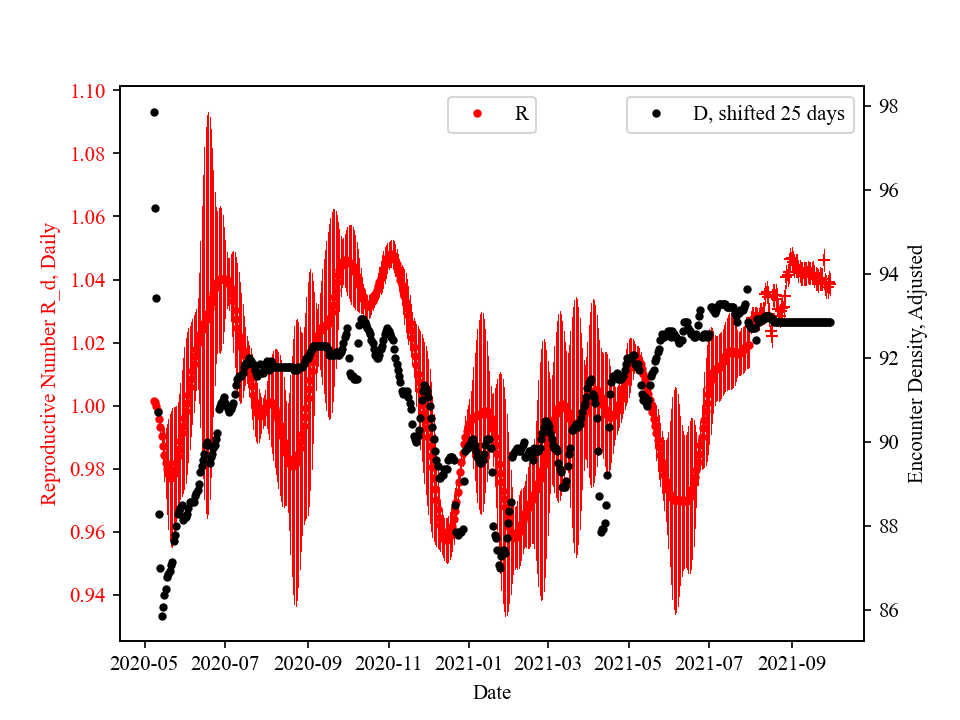 R
D, shifted 25 days
Reproductive Number R_d, Daily
1.10
1.08
1.06
1.04
1.02
1.00
0.98
0.96
0.94
98
96
94
92
90
88
86
Encounter Density, Adjusted
2020-05 2020-07 2020-09 2020-11 2021-01 2021-03 2021-05 2021-07 2021-09
Date